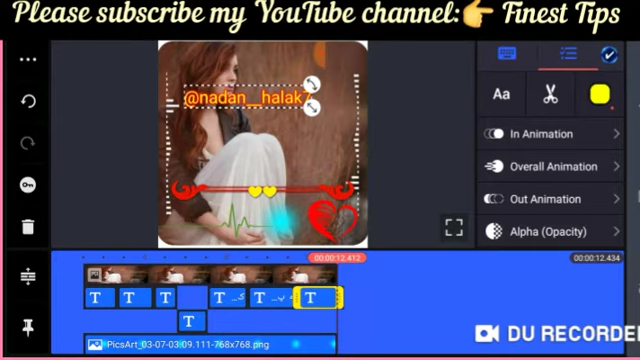 Please subscribe my YouTube channel:👉 Finest Tips
@nadan__halak
Aa
In Animation
Overall Animation
Out Animation
Alpha (Opacity)
00:00:12.412
00:00:12.434
T T T T T T
T
PicsArt_03-07-03.09.111-768x768.png
DU RECORDER